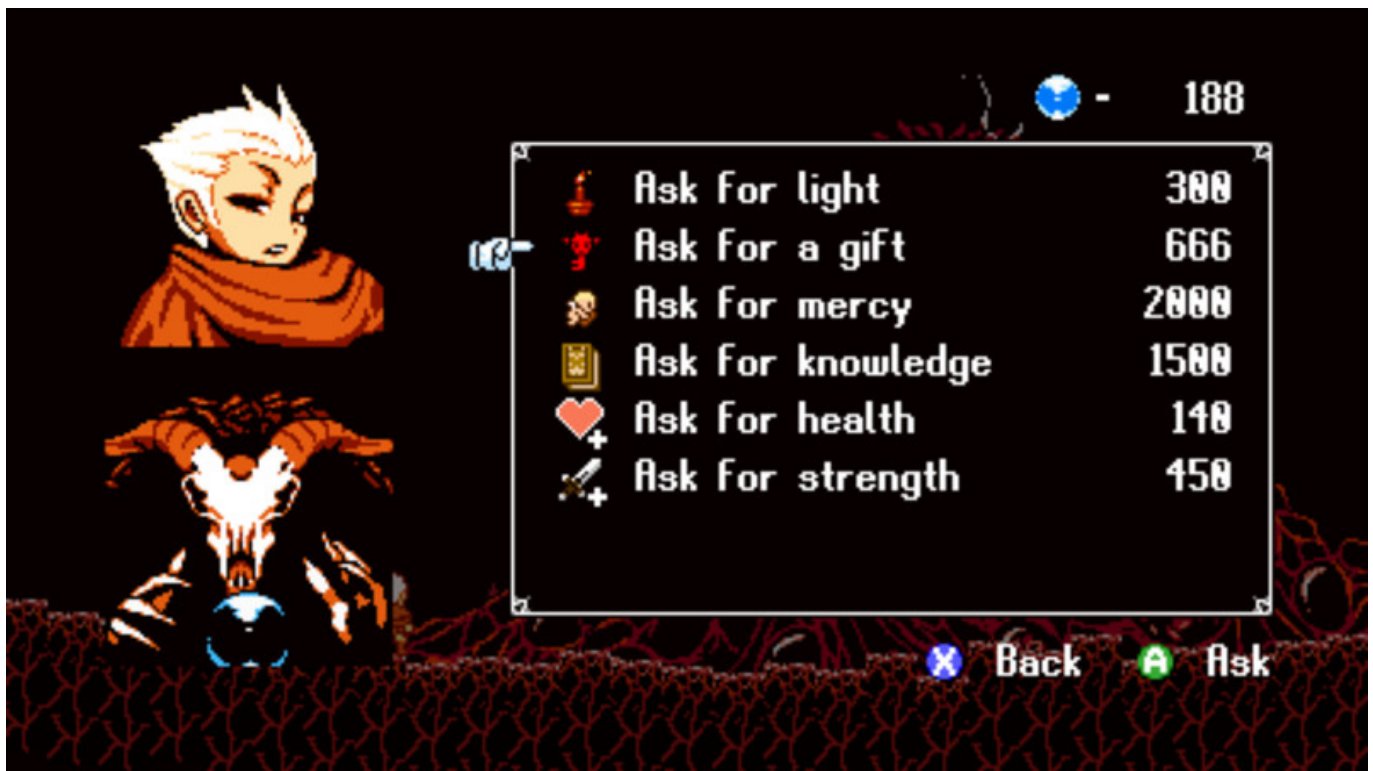 - 188
Ask for light 300
Ask for a gift 666
Ask for mercy 2000
Ask for knowledge 1500
Ask for health 140
Ask for strength 450
X Back A Ask